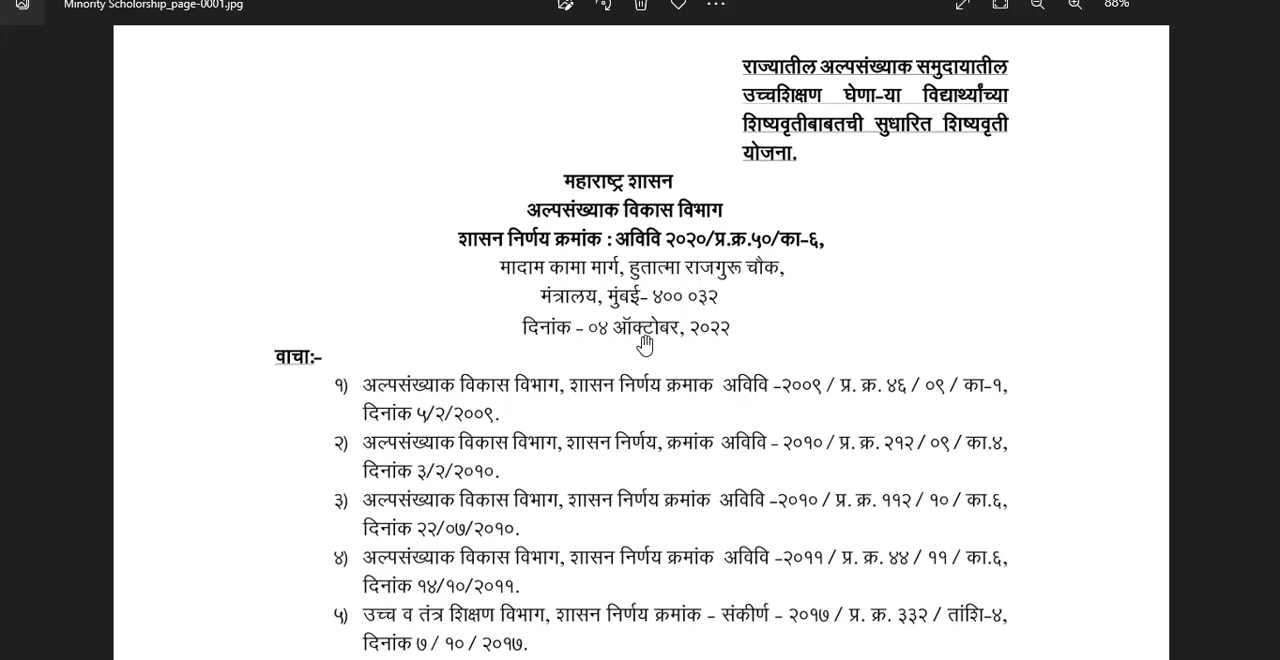 Minority Scholorship_page-0001.jpg
88%
राज्यातील अल्पसंख्याक समुदायातील
उच्चशिक्षण घेणा-या विद्यार्थ्यांच्या
शिष्यवृतीबाबतची सुधारित शिष्यवृती
योजना.
महाराष्ट्र शासन
अल्पसंख्याक विकास विभाग
शासन निर्णय क्रमांक : अविवि २०२०/प्र.क्र.५०/का-६,
मादाम कामा मार्ग, हुतात्मा राजगुरू चौक,
मंत्रालय, मुंबई- ४०० ०३२
दिनांक - ०४ ऑक्टोबर, २०२२
वाचा:-
१) अल्पसंख्याक विकास विभाग, शासन निर्णय क्रमाक अविवि -२००९ / प्र. क्र. ४६ / ०९ / का-१,
दिनांक ५/२/२००९.
२) अल्पसंख्याक विकास विभाग, शासन निर्णय, क्रमांक अविवि - २०१० / प्र. क्र. २१२ / ०९ / का.४,
दिनांक ३/२/२०१०.
३) अल्पसंख्याक विकास विभाग, शासन निर्णय क्रमांक अविवि -२०१० / प्र. क्र. ११२ / १० / का.६,
दिनांक २२/०७/२०१०.
४) अल्पसंख्याक विकास विभाग, शासन निर्णय क्रमांक अविवि -२०११ / प्र. क्र. ४४ / ११ / का.६,
दिनांक १४/१०/२०११.
५) उच्च व तंत्र शिक्षण विभाग, शासन निर्णय क्रमांक - संकीर्ण - २०१७ / प्र. क्र. ३३२ / तांशि-४,
दिनांक ७ / १० / २०१७.